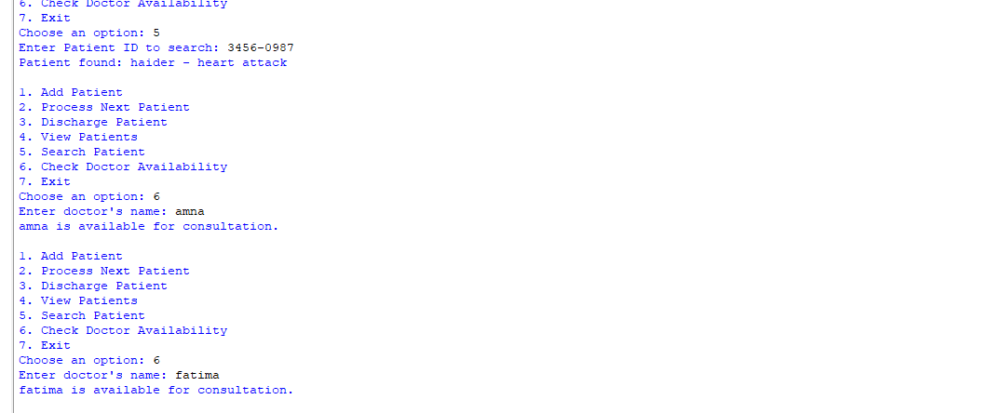 6. Check Doctor Availability
7. Exit
Choose an option: 5
Enter Patient ID to search: 3456-0987
Patient found: haider - heart attack

1. Add Patient
2. Process Next Patient
3. Discharge Patient
4. View Patients
5. Search Patient
6. Check Doctor Availability
7. Exit
Choose an option: 6
Enter doctor's name: amna
amna is available for consultation.

1. Add Patient
2. Process Next Patient
3. Discharge Patient
4. View Patients
5. Search Patient
6. Check Doctor Availability
7. Exit
Choose an option: 6
Enter doctor's name: fatima
fatima is available for consultation.